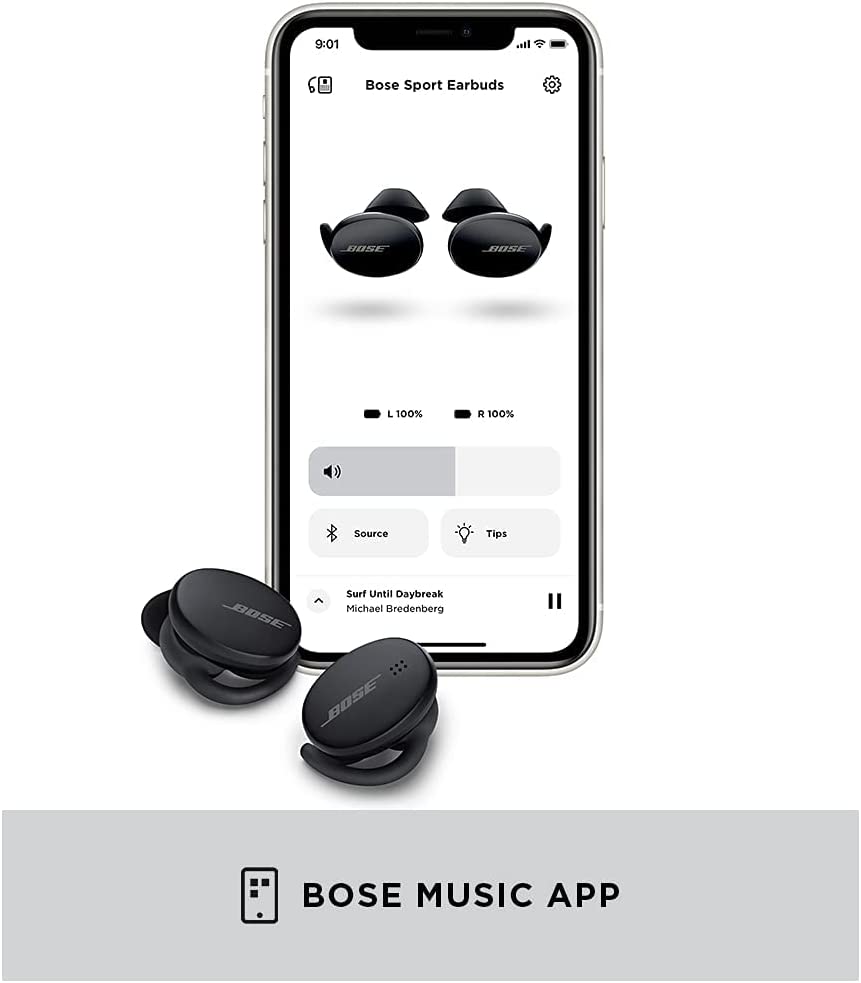 9:01
Bose Sport Earbuds
BOSE BOSE
L 100% R 100%
Source Tips
Surf Until Daybreak
Michael Bredenberg
BOSE
BOSE
BOSE MUSIC APP